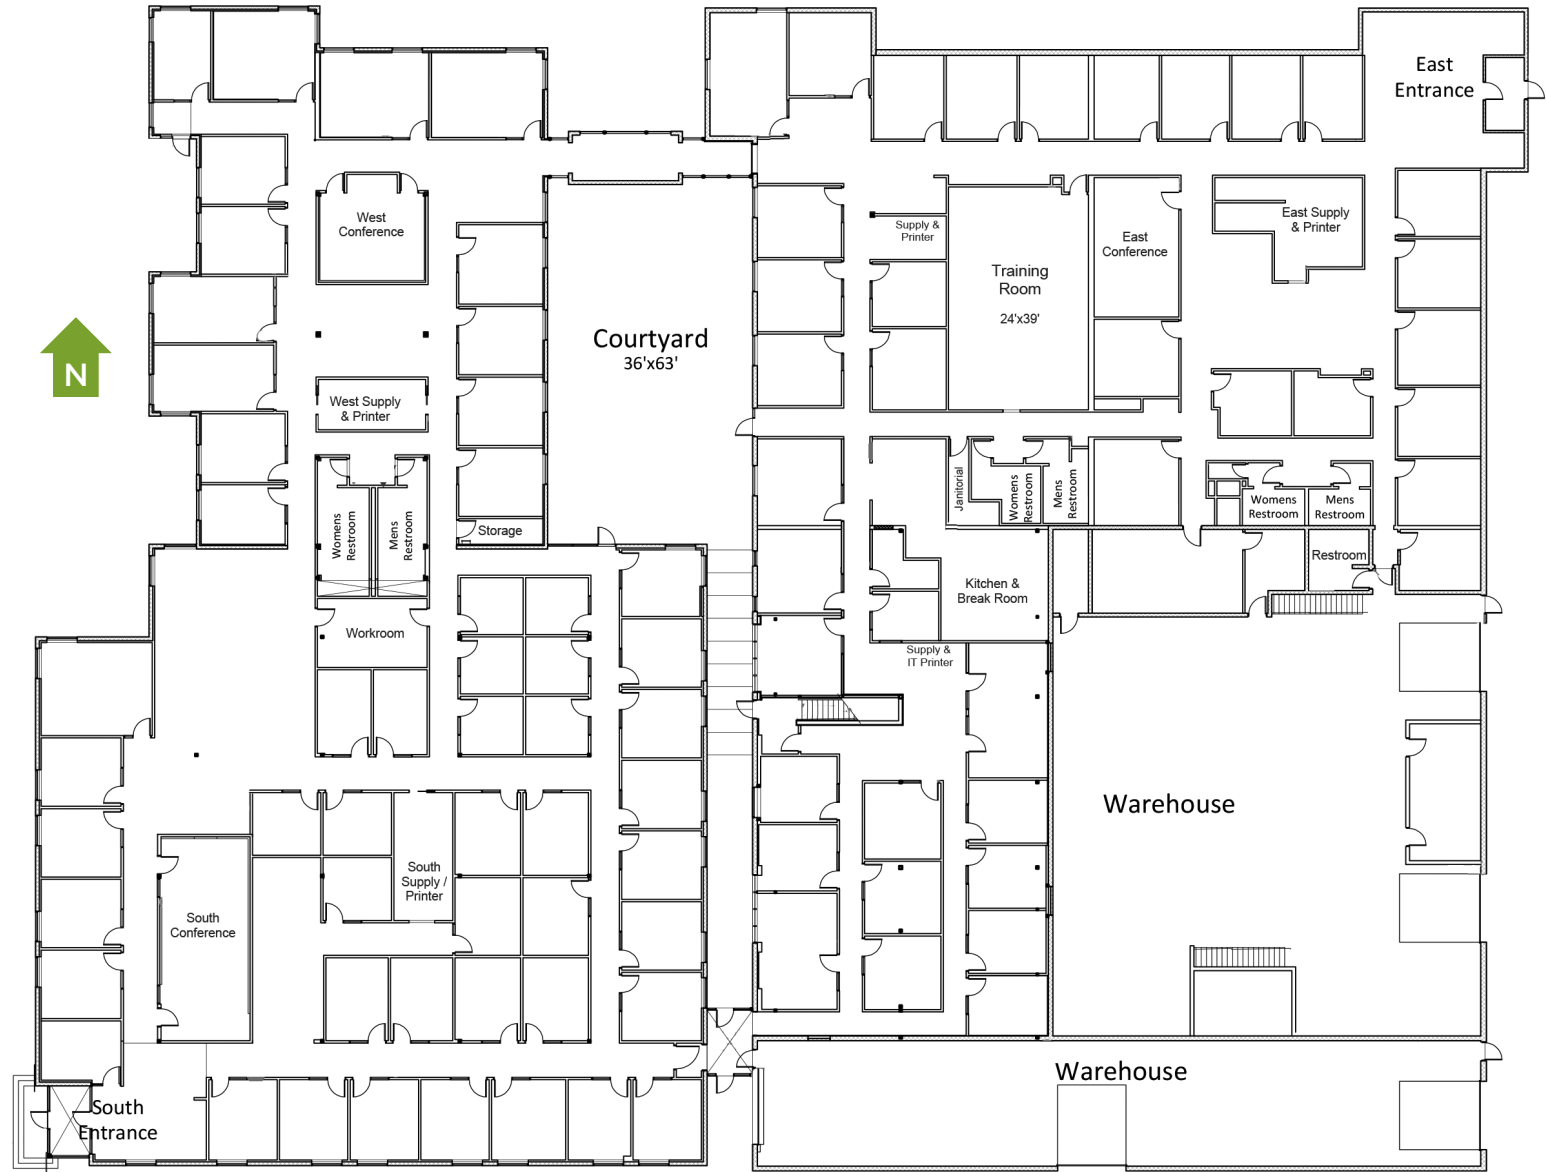 East
Entrance
West
Conference
Supply &
Printer
East
Conference
East Supply
& Printer
Training
Room
24'x39'
Courtyard
36'x63'
N
West Supply
& Printer
Womens
Restroom
Mens
Restroom
Storage
Janitorial
Womens
Restroom
Mens
Restroom
Womens
Restroom
Mens
Restroom
Restroom
Kitchen &
Break Room
Workroom
Supply &
IT Printer
Warehouse
South
Supply /
Printer
South
Conference
Warehouse
South
Entrance